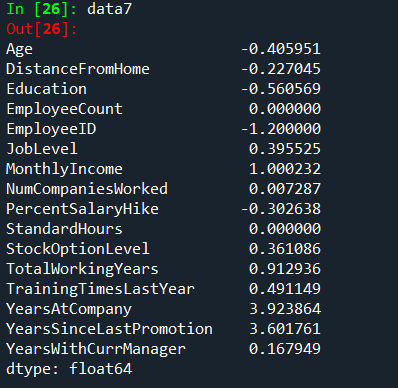 In [26]: data7
Out[26]:
Age -0.405951
DistanceFromHome -0.227045
Education -0.560569
EmployeeCount 0.000000
EmployeeID -1.200000
JobLevel 0.395525
MonthlyIncome 1.000232
NumCompaniesWorked 0.007287
PercentSalaryHike -0.302638
StandardHours 0.000000
StockOptionLevel 0.361086
TotalWorkingYears 0.912936
TrainingTimesLastYear 0.491149
YearsAtCompany 3.923864
YearsSinceLastPromotion 3.601761
YearsWithCurrManager 0.167949
dtype: float64